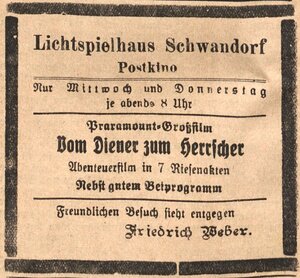 Lichtspielhaus Schwandorf
Postkino
Nur Mittwoch und Donnerstag
je abends 8 Uhr
Praramount-Großfilm
Vom Diener zum Herrscher
Abenteuerfilm in 7 Riesenakten
Nebst gutem Beiprogramm
Freundlichen Besuch sieht entgegen
Friedrich Weber.